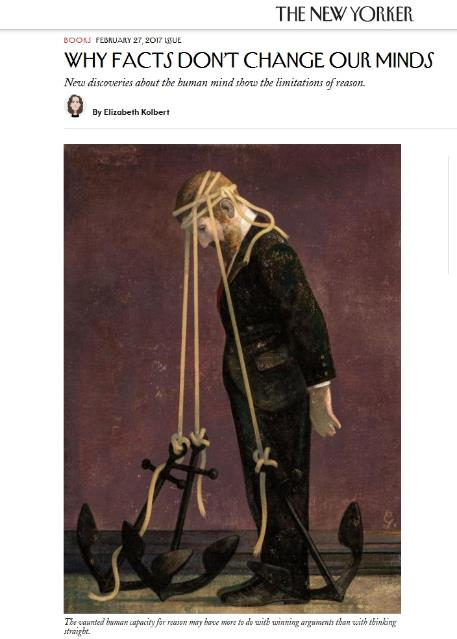 THE NEW YORKER
BOOKS FEBRUARY 27, 2017 ISSUE
WHY FACTS DON'T CHANGE OUR MINDS
New discoveries about the human mind show the limitations of reason.
By Elizabeth Kolbert
The vaunted human capacity for reason may have more to do with winning arguments than with thinking
straight.